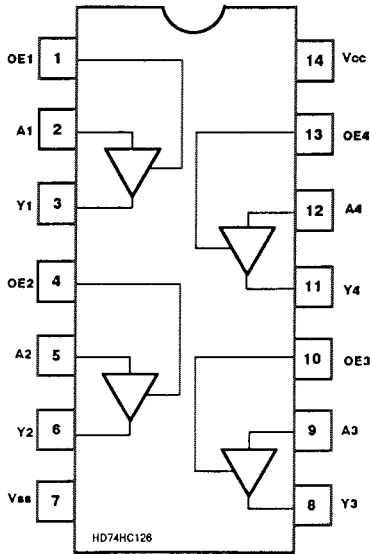 OE1 1
A1 2
Y1 3
OE2 4
A2 5
Y2 6
Vss 7
14 Vcc
13 OE4
12 A4
11 Y4
10 OE3
9 A3
8 Y3
HD74HC126